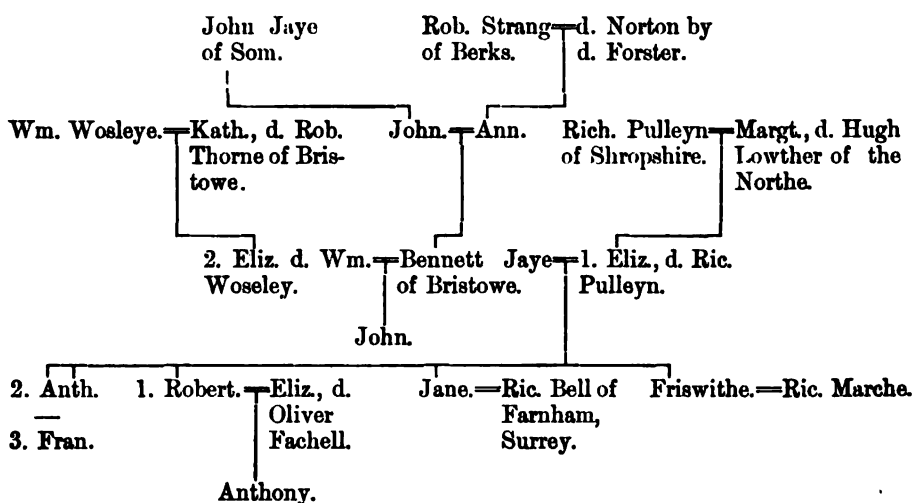 John Jaye
of Som.
Rob. Strang
of Berks.
d. Norton by
d. Forster.
Wm. Wosleye.
Kath., d. Rob.
Thorne of Bris-
towe.
John.
Ann.
Rich. Pulleyn
of Shropshire.
Margt., d. Hugh
Lowther of the
Northe.
2. Eliz. d. Wm.
Woseley.
Bennett Jaye
of Bristowe.
1. Eliz., d. Ric.
Pulleyn.
John.
2. Anth.
3. Fran.
1. Robert.
Eliz., d.
Oliver
Fachell.
Jane.
Ric. Bell of
Farnham,
Surrey.
Friswithe.
Ric. Marche.
Anthony.